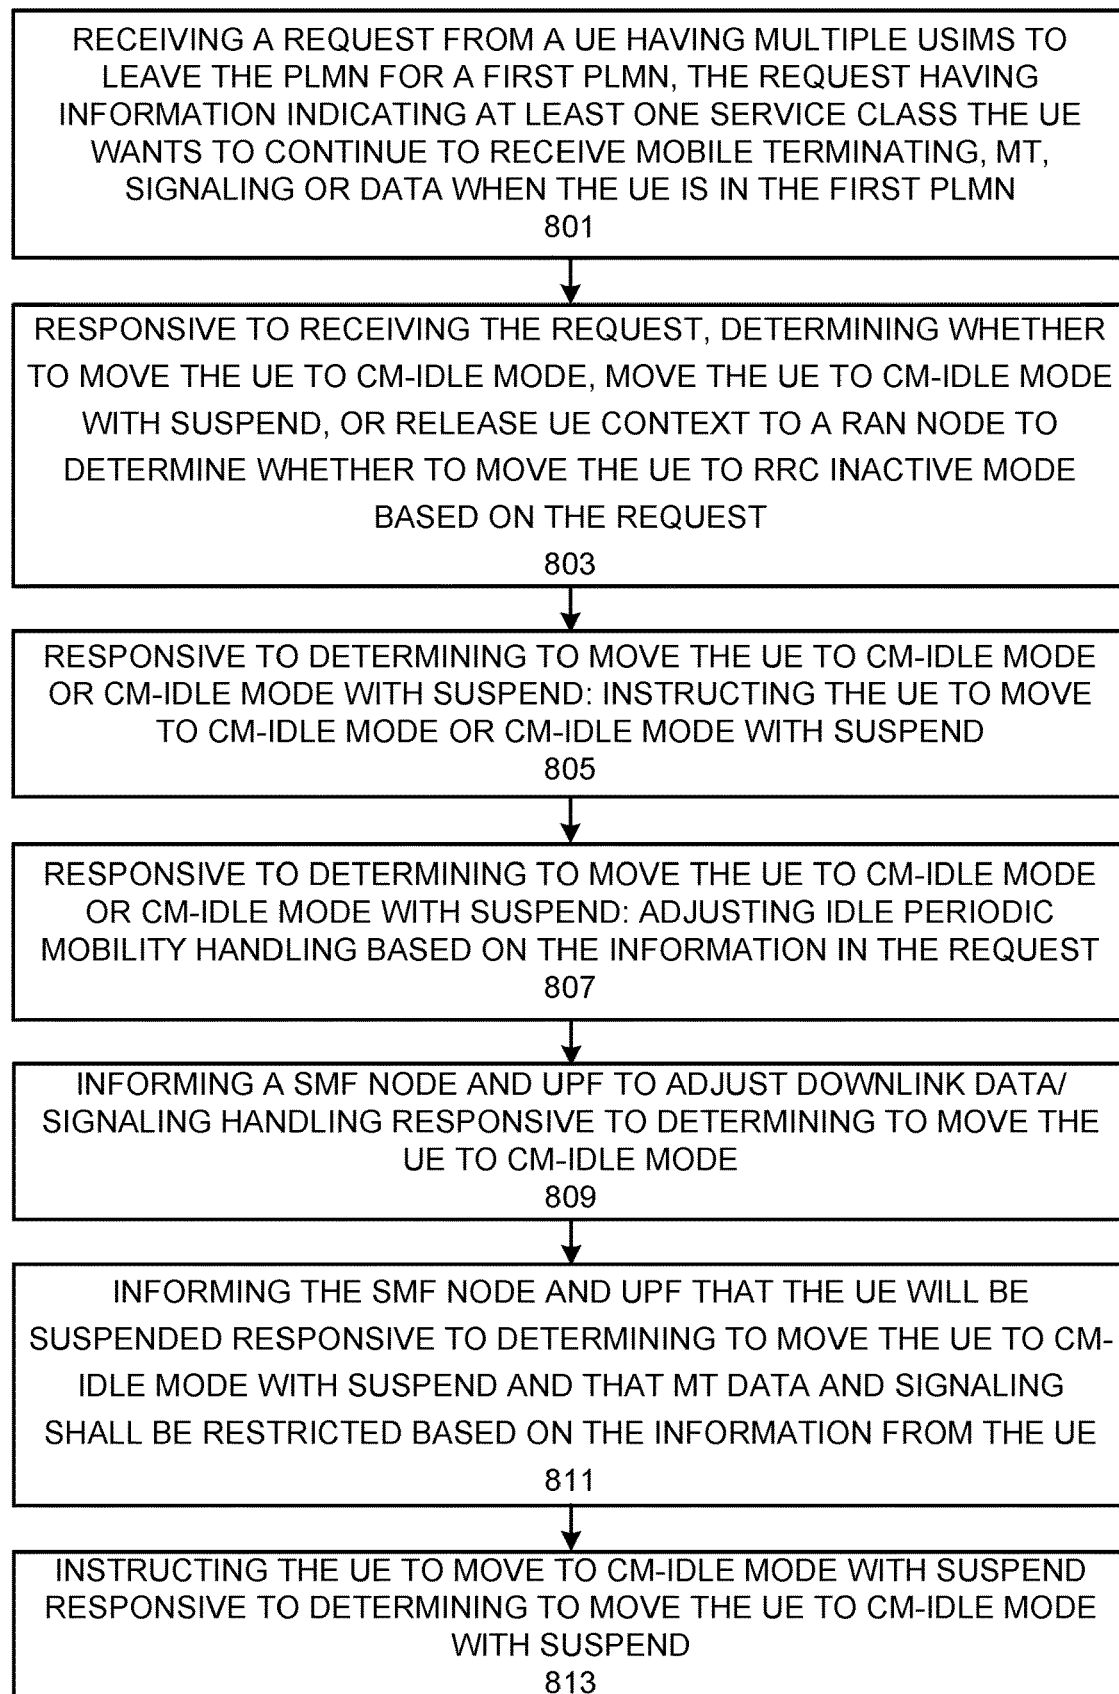 RECEIVING A REQUEST FROM A UE HAVING MULTIPLE USIMS TO
LEAVE THE PLMN FOR A FIRST PLMN, THE REQUEST HAVING
INFORMATION INDICATING AT LEAST ONE SERVICE CLASS THE UE
WANTS TO CONTINUE TO RECEIVE MOBILE TERMINATING, MT,
SIGNALING OR DATA WHEN THE UE IS IN THE FIRST PLMN
801
RESPONSIVE TO RECEIVING THE REQUEST, DETERMINING WHETHER
TO MOVE THE UE TO CM-IDLE MODE, MOVE THE UE TO CM-IDLE MODE
WITH SUSPEND, OR RELEASE UE CONTEXT TO A RAN NODE TO
DETERMINE WHETHER TO MOVE THE UE TO RRC INACTIVE MODE
BASED ON THE REQUEST
803
RESPONSIVE TO DETERMINING TO MOVE THE UE TO CM-IDLE MODE
OR CM-IDLE MODE WITH SUSPEND: INSTRUCTING THE UE TO MOVE
TO CM-IDLE MODE OR CM-IDLE MODE WITH SUSPEND
805
RESPONSIVE TO DETERMINING TO MOVE THE UE TO CM-IDLE MODE
OR CM-IDLE MODE WITH SUSPEND: ADJUSTING IDLE PERIODIC
MOBILITY HANDLING BASED ON THE INFORMATION IN THE REQUEST
807
INFORMING A SMF NODE AND UPF TO ADJUST DOWNLINK DATA/
SIGNALING HANDLING RESPONSIVE TO DETERMINING TO MOVE THE
UE TO CM-IDLE MODE
809
INFORMING THE SMF NODE AND UPF THAT THE UE WILL BE
SUSPENDED RESPONSIVE TO DETERMINING TO MOVE THE UE TO CM-
IDLE MODE WITH SUSPEND AND THAT MT DATA AND SIGNALING
SHALL BE RESTRICTED BASED ON THE INFORMATION FROM THE UE
811
INSTRUCTING THE UE TO MOVE TO CM-IDLE MODE WITH SUSPEND
RESPONSIVE TO DETERMINING TO MOVE THE UE TO CM-IDLE MODE
WITH SUSPEND
813